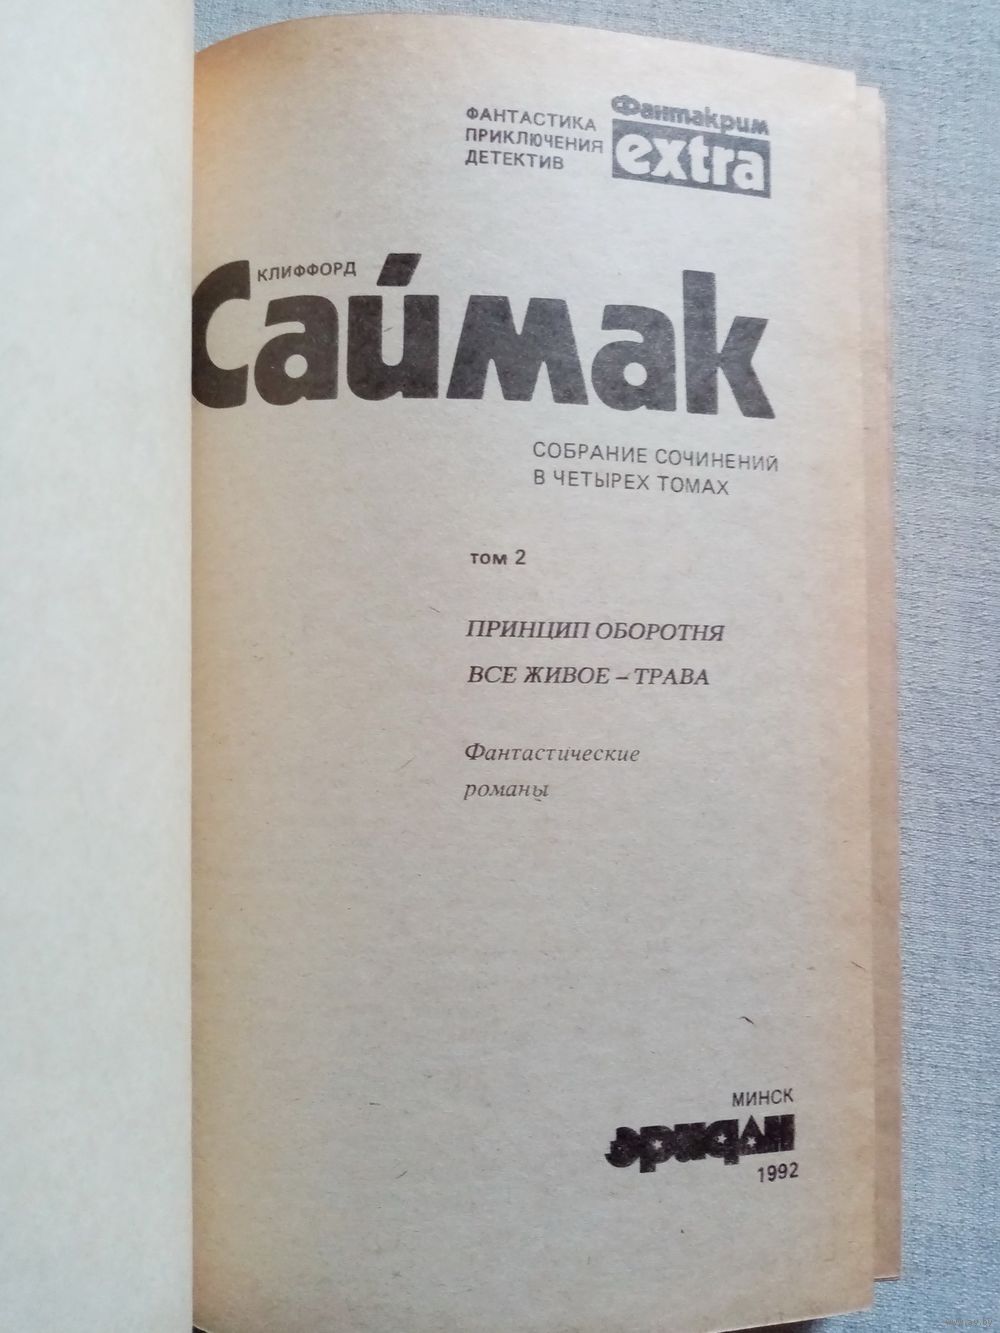 ФАНТАСТИКА
ПРИКЛЮЧЕНИЯ
ДЕТЕКТИВ
Фантакрим
extra
КЛИФФОРД
Саймак
СОБРАНИЕ СОЧИНЕНИЙ
В ЧЕТЫРЕХ ТОМАХ
том 2
ПРИНЦИП ОБОРОТНЯ
ВСЕ ЖИВОЕ – ТРАВА
Фантастические
романы
МИНСК
эридан
1992